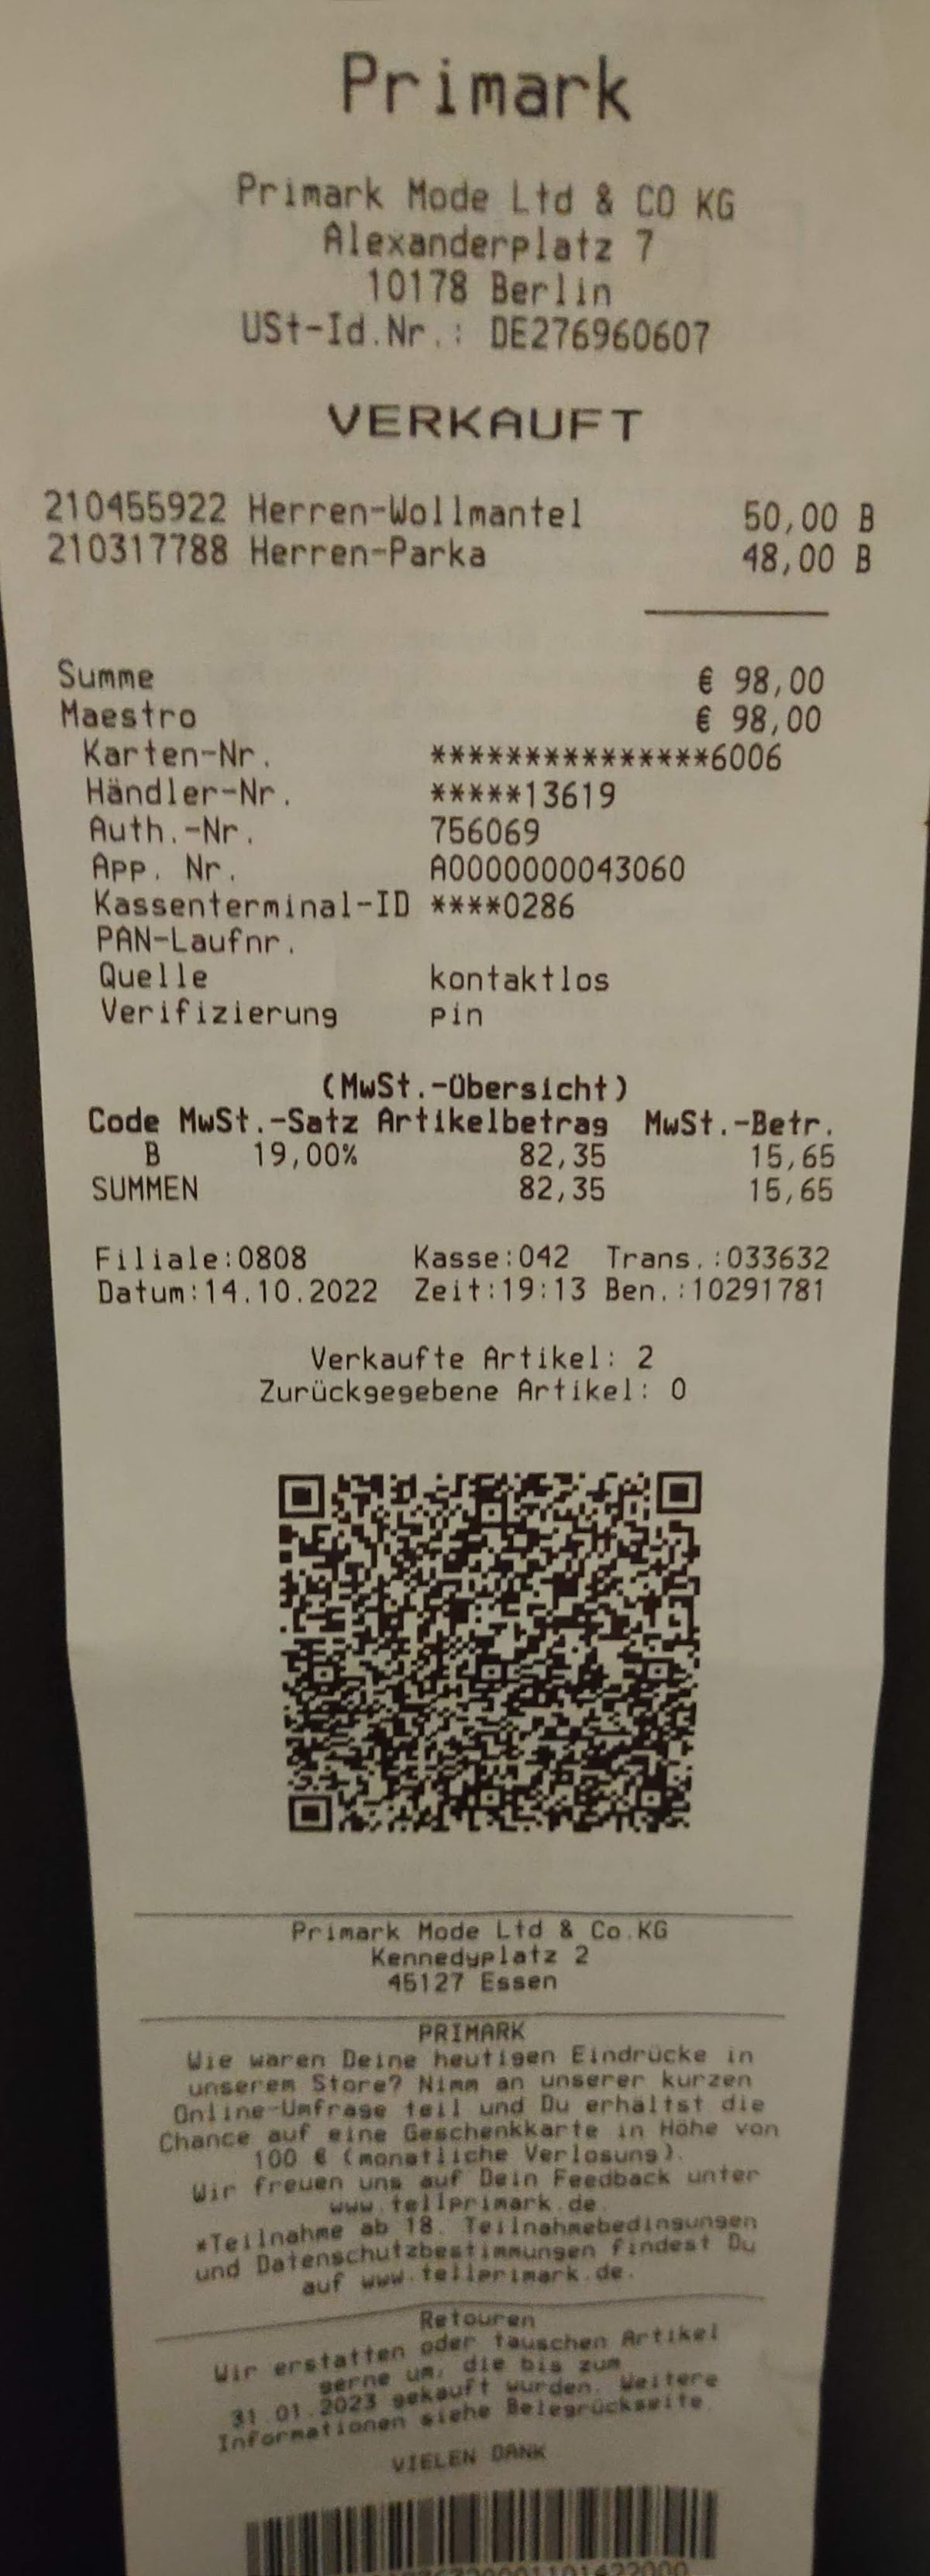 Primark
Primark Mode Ltd & CO KG
Alexanderplatz 7
10178 Berlin
USt-Id.Nr.: DE276960607
VERKAUFT
210455922 Herren-Wollmantel 50,00 B
210317788 Herren-Parka 48,00 B
Summe € 98,00
Maestro € 98,00
Karten-Nr. ***************6006
Händler-Nr. *****13619
Auth.-Nr. 756069
App. Nr. A0000000043060
Kassenterminal-ID ****0286
PAN-Laufnr.
Quelle kontaktlos
Verifizierung pin
(MwSt.-Übersicht)
Code MwSt.-Satz Artikelbetrag MwSt.-Betr.
B 19,00% 82,35 15,65
SUMMEN 82,35 15,65
Filiale:0808 Kasse:042 Trans.:033632
Datum:14.10.2022 Zeit:19:13 Ben.:10291781
Verkaufte Artikel: 2
Zurückgegebene Artikel: 0
Primark Mode Ltd & Co.KG
Kennedyplatz 2
45127 Essen
PRIMARK
Wie waren Deine heutigen Eindrücke in
unserem Store? Nimm an unserer kurzen
Online-Umfrage teil und Du erhältst die
Chance auf eine Geschenkkarte in Höhe von
100 € (monatliche Verlosung).
Wir freuen uns auf Dein Feedback unter
www.tellprimark.de.
*Teilnahme ab 18. Teilnahmebedingungen
und Datenschutzbestimmungen findest Du
auf www.tellprimark.de.
Retouren
Wir erstatten oder tauschen Artikel
gerne um, die bis zum
31.01.2023 gekauft wurden. Weitere
Informationen siehe Belegrückseite.
VIELEN DANK